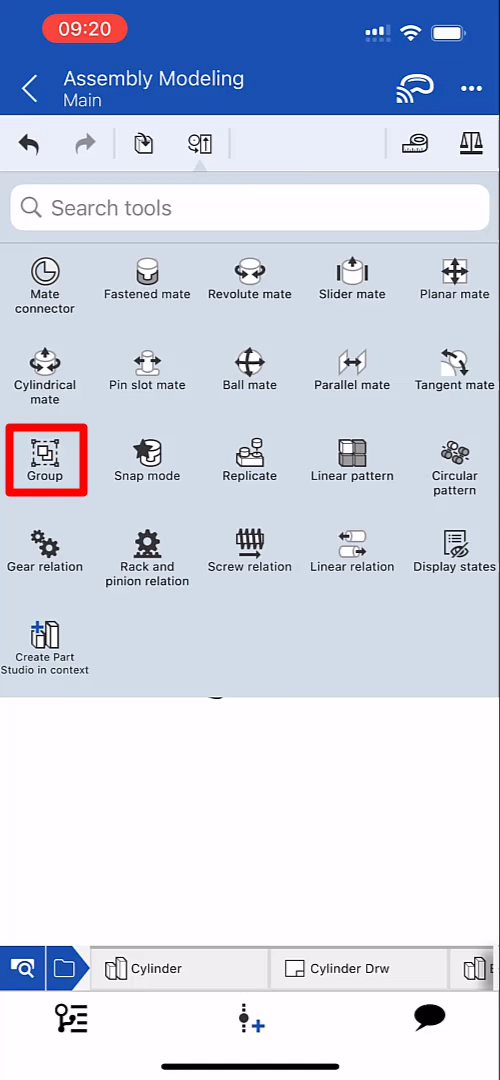 09:20
Assembly Modeling
Main
Search tools
Mate
connector
Fastened mate
Revolute mate
Slider mate
Planar mate
Cylindrical
mate
Pin slot mate
Ball mate
Parallel mate
Tangent mate
Group
Snap mode
Replicate
Linear pattern
Circular
pattern
Gear relation
Rack and
pinion relation
Screw relation
Linear relation
Display states
Create Part
Studio in context
Cylinder
Cylinder Drw